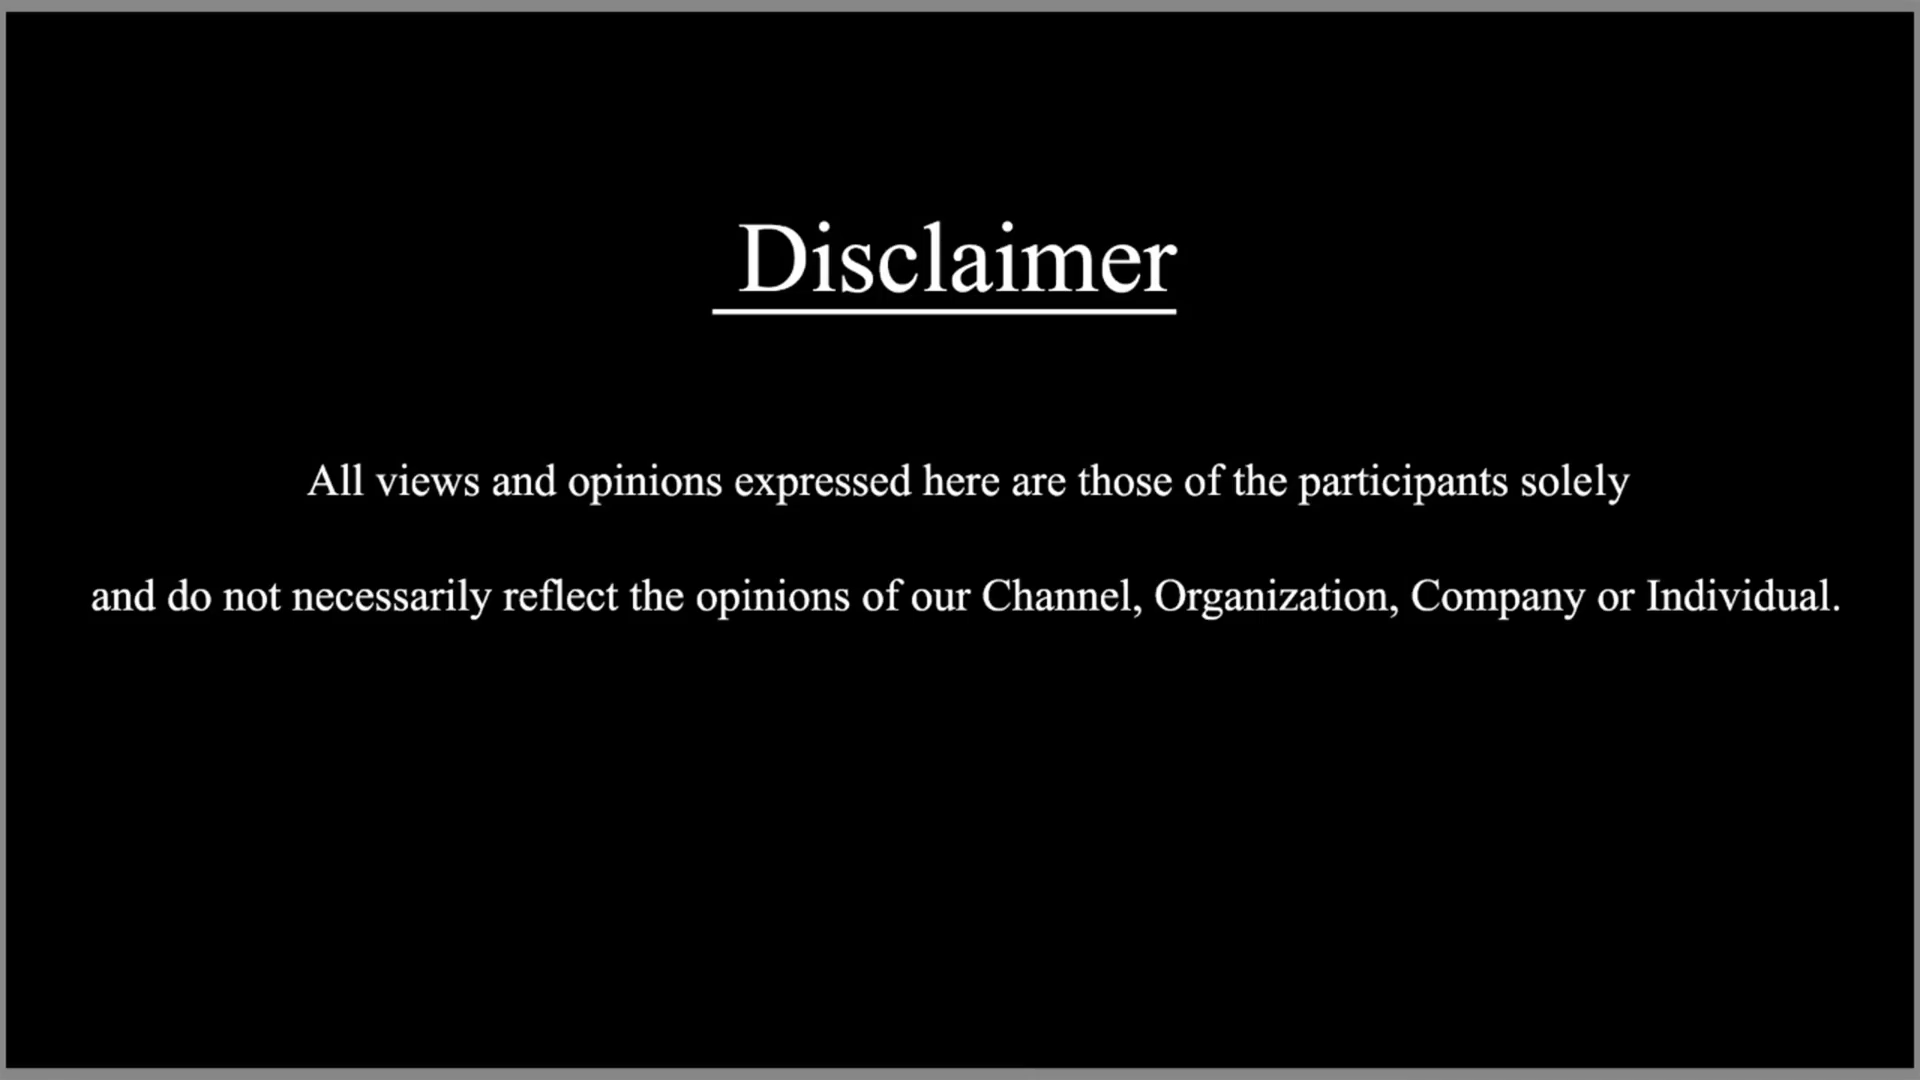 Disclaimer
All views and opinions expressed here are those of the participants solely
and do not necessarily reflect the opinions of our Channel, Organization, Company or Individual.